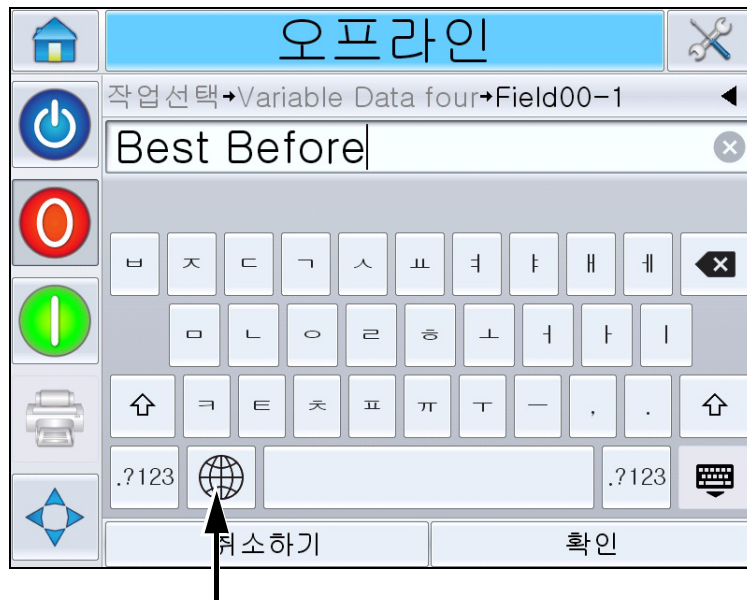 오프라인
작업선택→Variable Data four→Field00-1
Best Before
ㅂ ㅈ ㄷ ㄱ ㅅ ㅛ ㅕ ㅑ ㅐ ㅔ
ㅁ ㄴ ㅇ ㄹ ㅎ ㅗ ㅓ ㅏ ㅣ
ㅋ ㅌ ㅊ ㅍ ㅠ ㅜ ㅡ , .
.?123 .?123
취소하기 확인